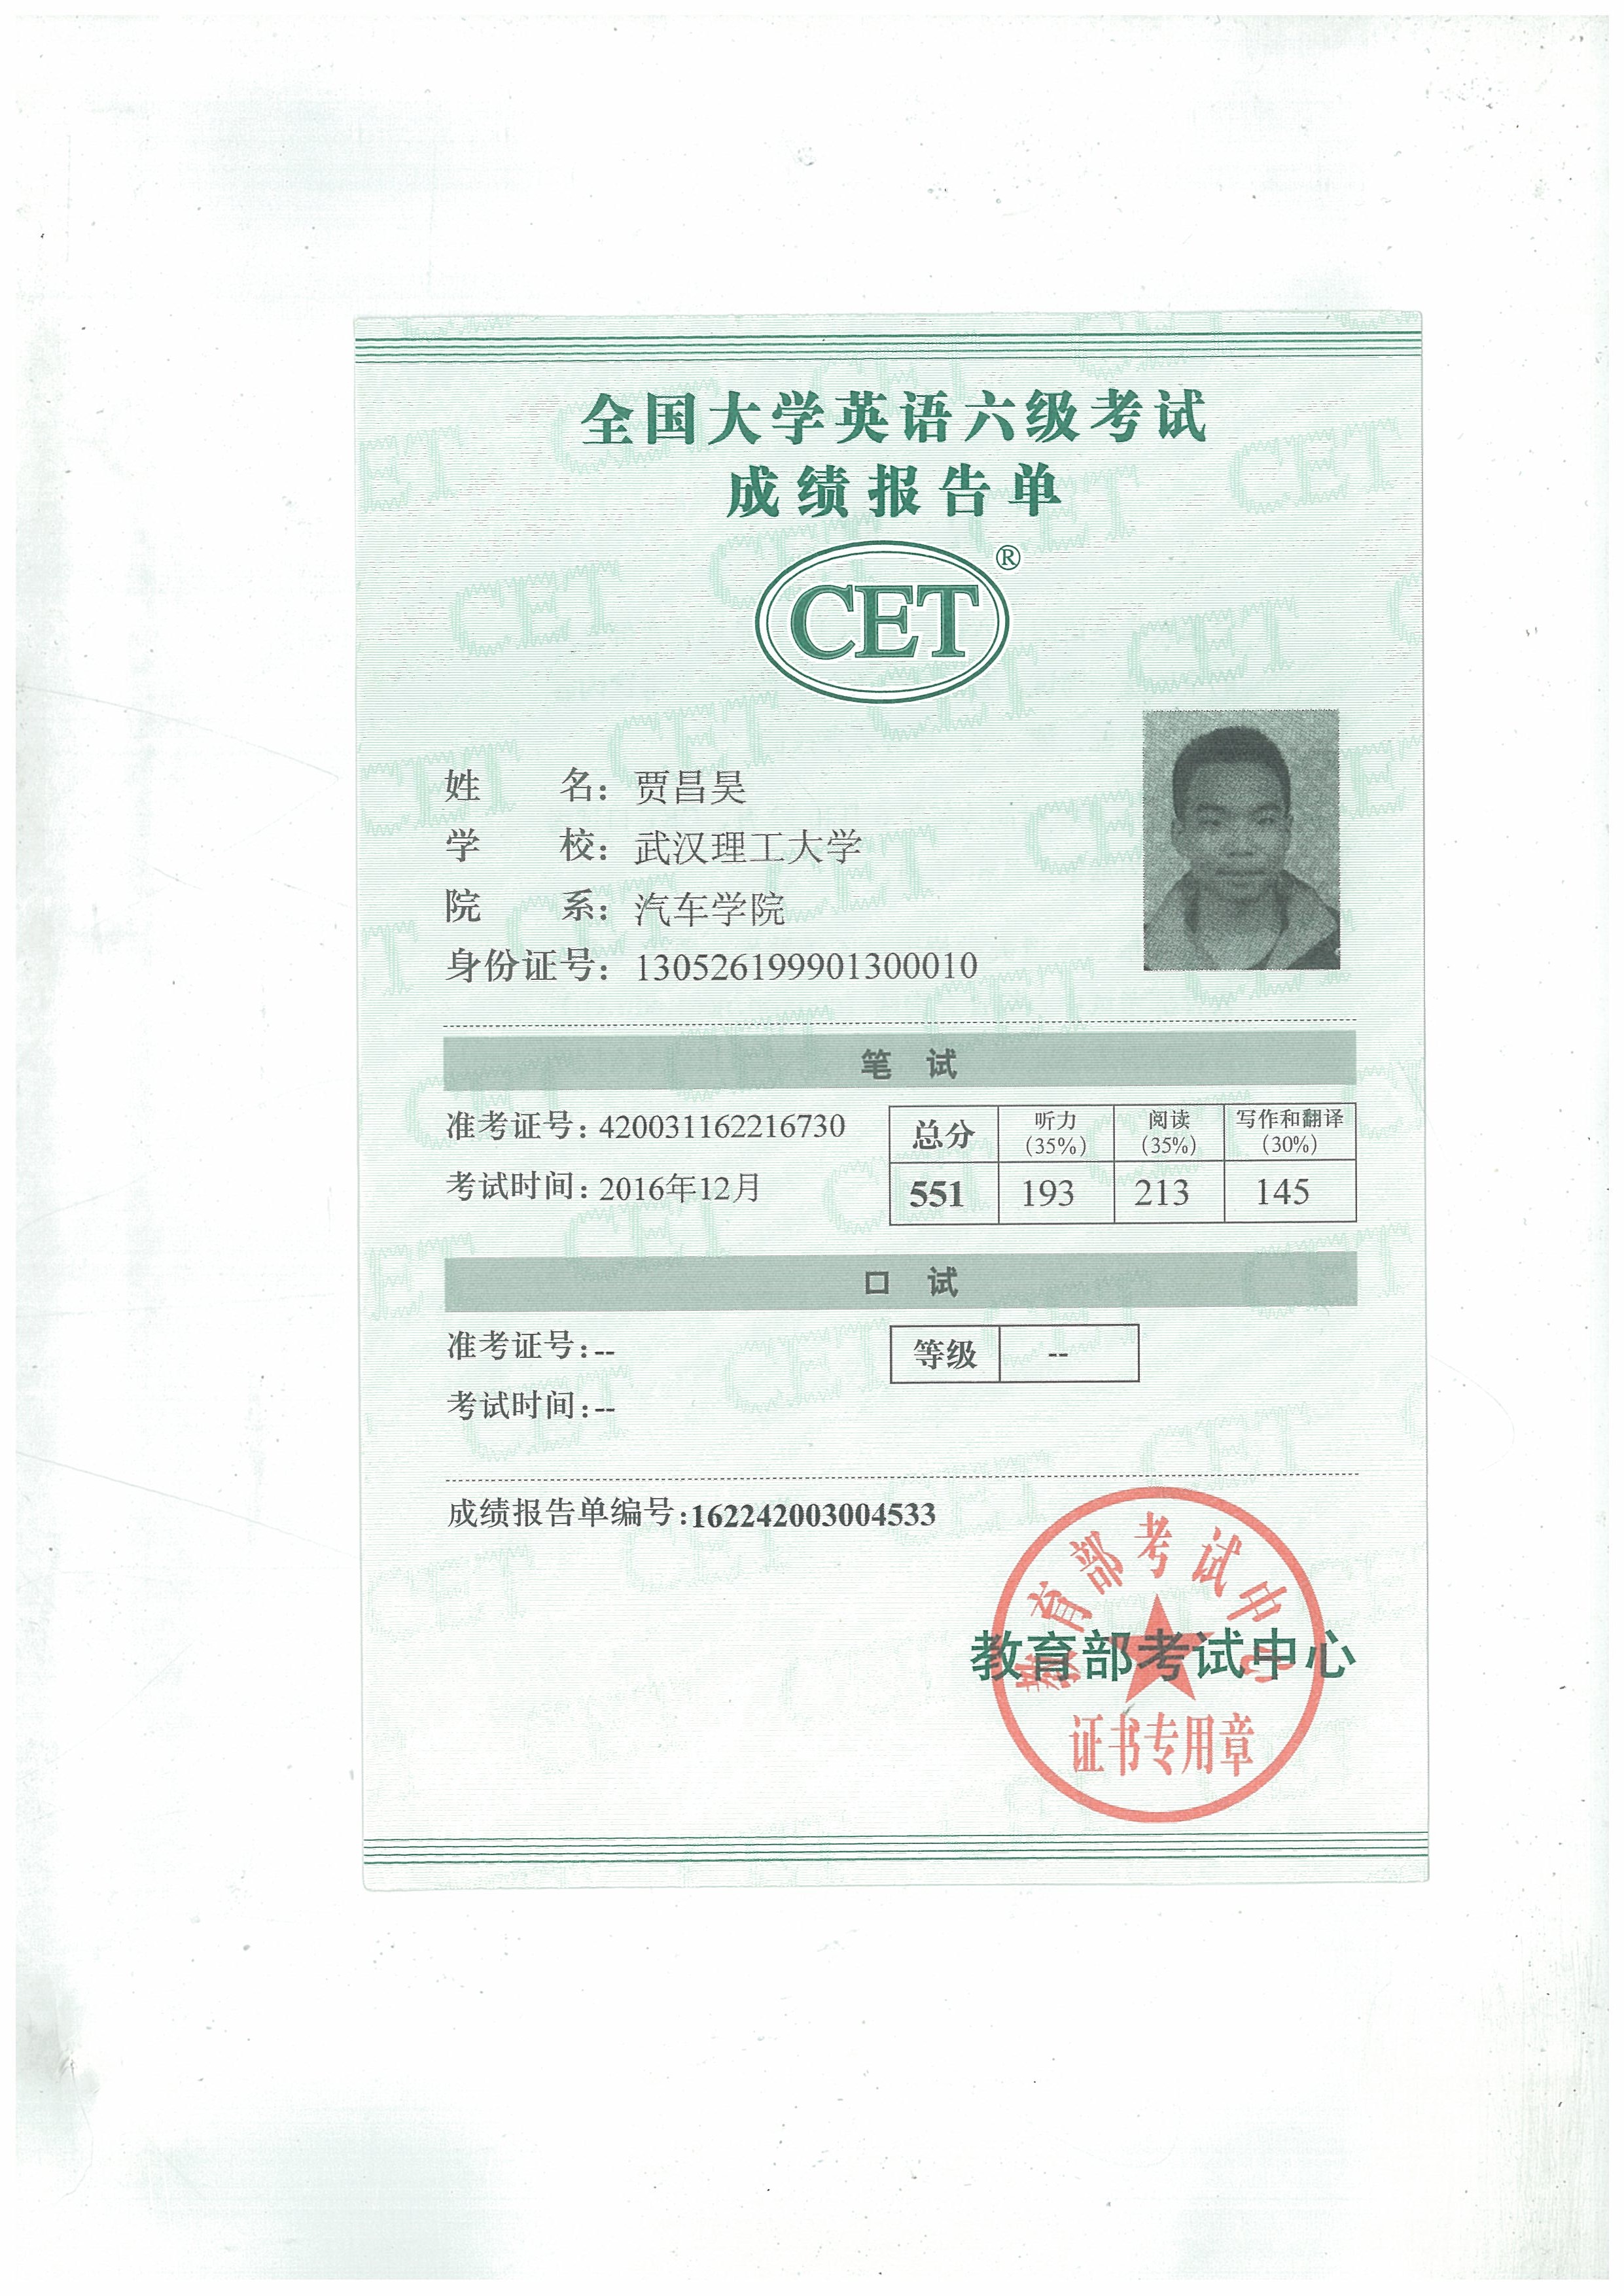 全国大学英语六级考试
成绩报告单
CET®
姓 名：贾昌昊
学 校：武汉理工大学
院 系：汽车学院
身份证号：130526199901300010
笔 试
准考证号：420031162216730
考试时间：2016年12月
总分 听力（35%） 阅读（35%） 写作和翻译（30%）
551 193 213 145
口 试
准考证号：--
考试时间：--
等级 --
成绩报告单编号：162242003004533
教育部考试中心
教育部考试中心
证书专用章